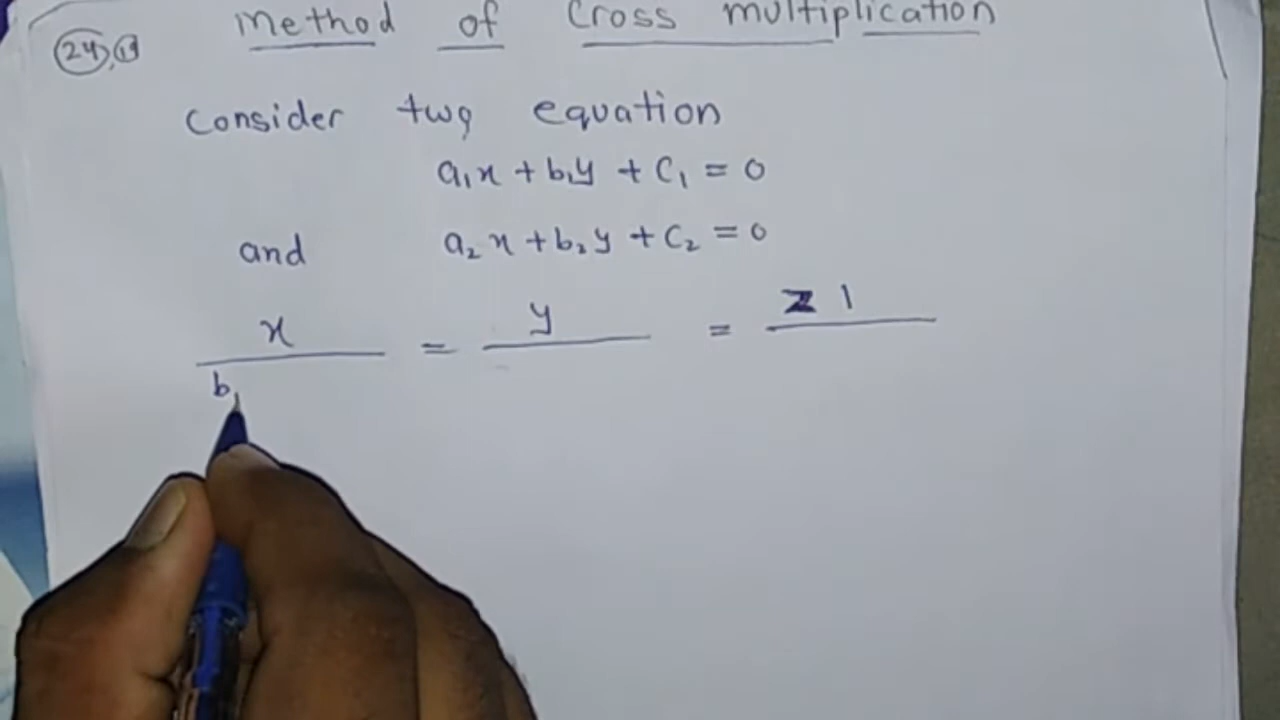 Method of Cross multiplication
24, 19
Consider two equation
a₁x + b₁y + C₁ = 0
and a₂x + b₂y + C₂ = 0
x = y = z 1
b₁